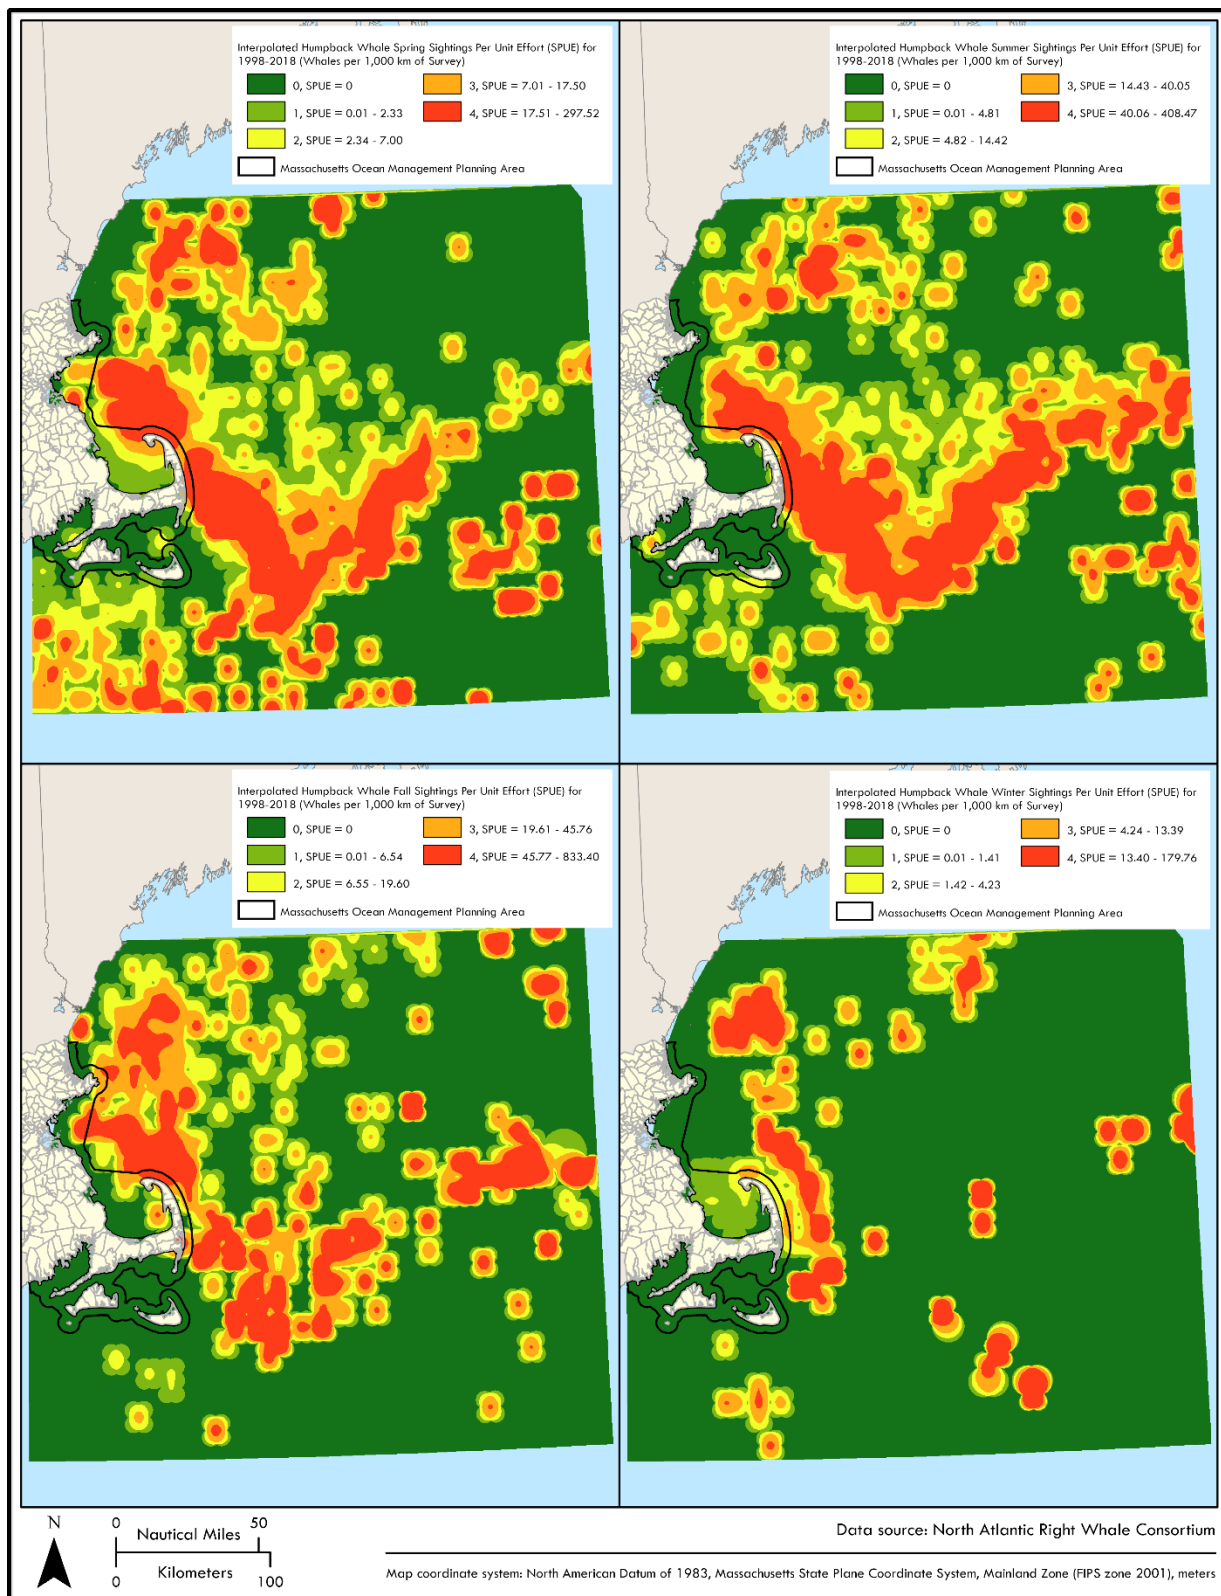 Interpolated Humpback Whale Spring Sightings Per Unit Effort (SPUE) for
1998-2018 (Whales per 1,000 km of Survey)
0, SPUE = 0
3, SPUE = 7.01 - 17.50
1, SPUE = 0.01 - 2.33
4, SPUE = 17.51 - 297.52
2, SPUE = 2.34 - 7.00
Massachusetts Ocean Management Planning Area
Interpolated Humpback Whale Summer Sightings Per Unit Effort (SPUE) for
1998-2018 (Whales per 1,000 km of Survey)
0, SPUE = 0
3, SPUE = 14.43 - 40.05
1, SPUE = 0.01 - 4.81
4, SPUE = 40.06 - 408.47
2, SPUE = 4.82 - 14.42
Massachusetts Ocean Management Planning Area
Interpolated Humpback Whale Fall Sightings Per Unit Effort (SPUE) for
1998-2018 (Whales per 1,000 km of Survey)
0, SPUE = 0
3, SPUE = 19.61 - 45.76
1, SPUE = 0.01 - 6.54
4, SPUE = 45.77 - 833.40
2, SPUE = 6.55 - 19.60
Massachusetts Ocean Management Planning Area
Interpolated Humpback Whale Winter Sightings Per Unit Effort (SPUE) for
1998-2018 (Whales per 1,000 km of Survey)
0, SPUE = 0
3, SPUE = 4.24 - 13.39
1, SPUE = 0.01 - 1.41
4, SPUE = 13.40 - 179.76
2, SPUE = 1.42 - 4.23
Massachusetts Ocean Management Planning Area
N
0 50
Nautical Miles
Kilometers
0 100
Data source: North Atlantic Right Whale Consortium
Map coordinate system: North American Datum of 1983, Massachusetts State Plane Coordinate System, Mainland Zone (FIPS zone 2001), meters